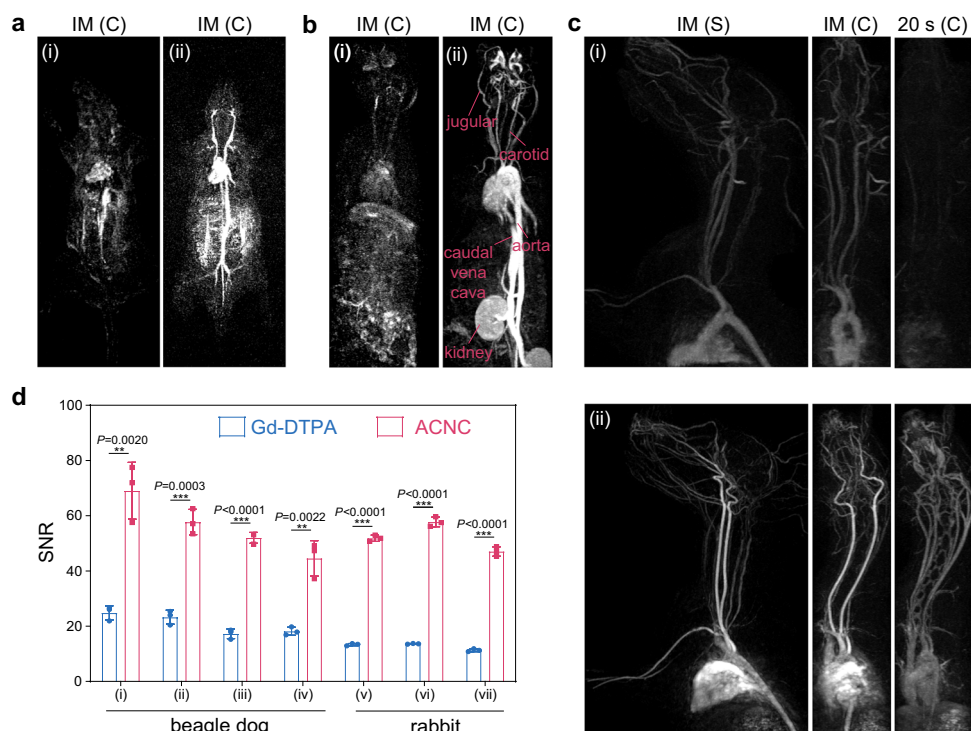 a
IM (C)
IM (C)
(i)
(ii)
b
IM (C)
IM (C)
(i)
(ii)
jugular
carotid
aorta
caudal
vena
cava
kidney
c
IM (S)
IM (C)
20 s (C)
(i)
(ii)
d
Gd-DTPA
ACNC
SNR
100
80
60
40
20
0
P=0.0020
**
P=0.0003
***
P<0.0001
***
P=0.0022
**
P<0.0001
***
P<0.0001
***
P<0.0001
***
(i) (ii) (iii) (iv) (v) (vi) (vii)
beagle dog
rabbit